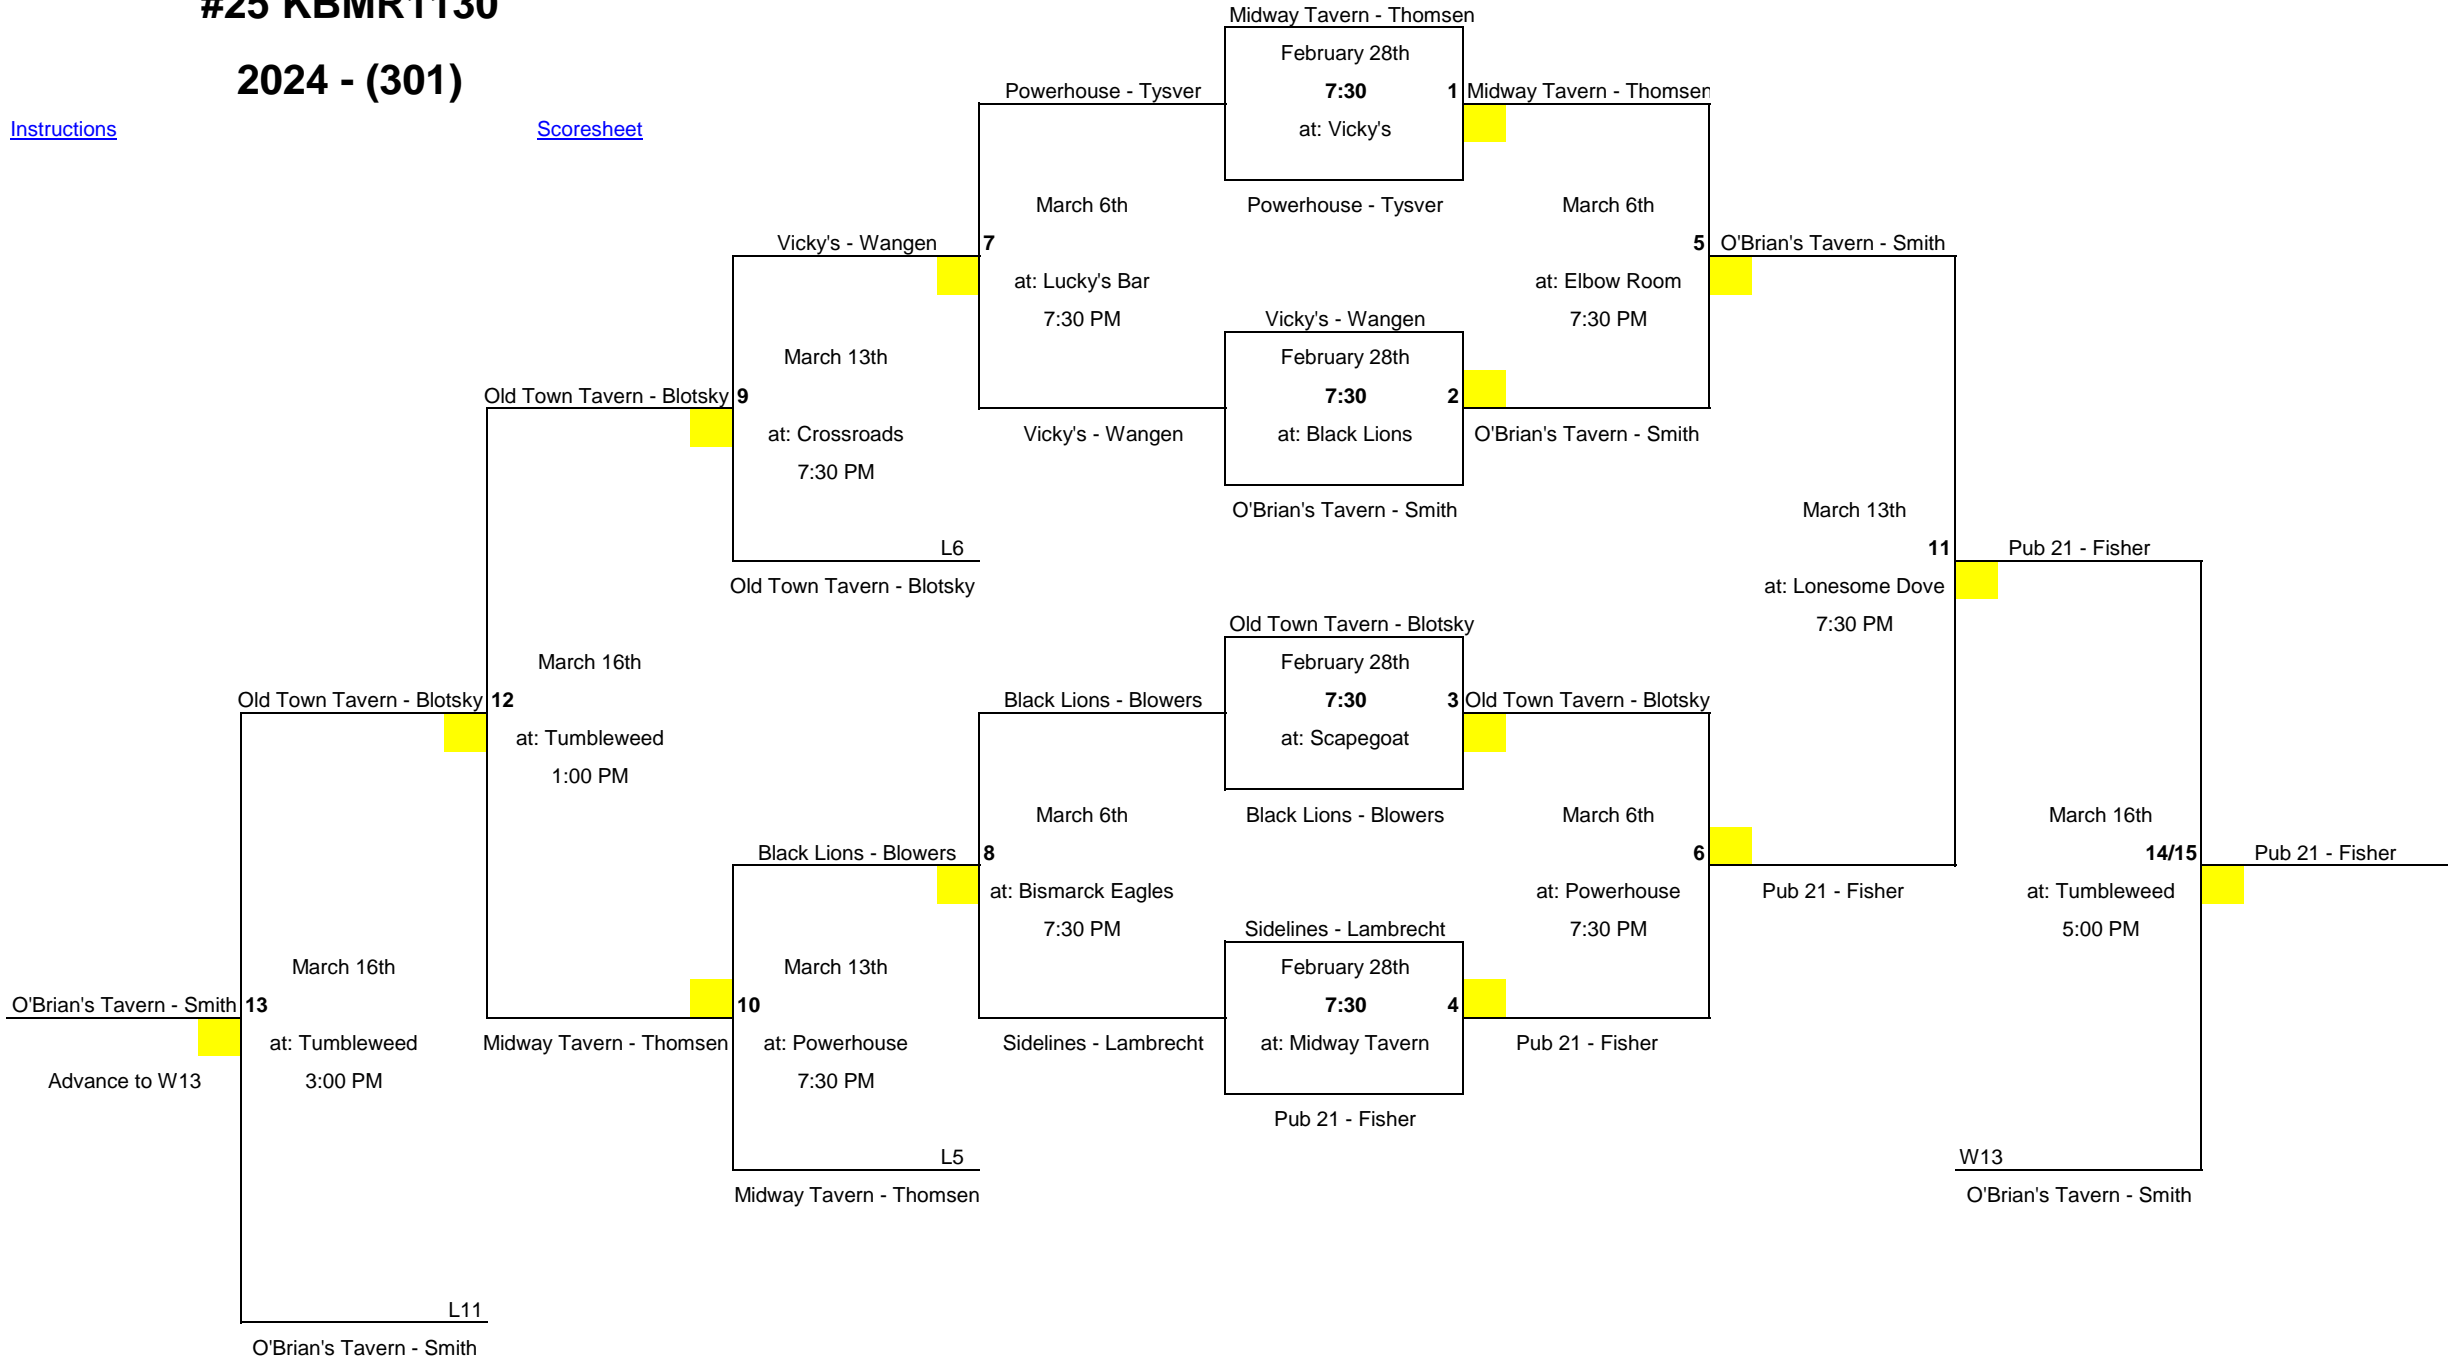 #25 KBMR1130
2024 - (301)
Instructions
Scoresheet
Midway Tavern - Thomsen
February 28th
7:30
1
at: Vicky's
Powerhouse - Tysver
Powerhouse - Tysver
Midway Tavern - Thomsen
March 6th
7
at: Lucky's Bar
7:30 PM
March 6th
5
at: Elbow Room
7:30 PM
Vicky's - Wangen
O'Brian's Tavern - Smith
Vicky's - Wangen
February 28th
7:30
2
at: Black Lions
O'Brian's Tavern - Smith
Vicky's - Wangen
O'Brian's Tavern - Smith
March 13th
Old Town Tavern - Blotsky
9
at: Crossroads
7:30 PM
L6
Old Town Tavern - Blotsky
March 13th
11
at: Lonesome Dove
7:30 PM
Pub 21 - Fisher
Old Town Tavern - Blotsky
February 28th
7:30
3
at: Scapegoat
Black Lions - Blowers
Black Lions - Blowers
Old Town Tavern - Blotsky
March 16th
Old Town Tavern - Blotsky
12
at: Tumbleweed
1:00 PM
March 6th
8
at: Bismarck Eagles
7:30 PM
March 6th
6
at: Powerhouse
7:30 PM
Black Lions - Blowers
Pub 21 - Fisher
March 16th
14/15
at: Tumbleweed
5:00 PM
Pub 21 - Fisher
Sidelines - Lambrecht
February 28th
7:30
4
at: Midway Tavern
Pub 21 - Fisher
Sidelines - Lambrecht
Pub 21 - Fisher
March 13th
10
at: Powerhouse
7:30 PM
Midway Tavern - Thomsen
L5
Midway Tavern - Thomsen
March 16th
O'Brian's Tavern - Smith
13
at: Tumbleweed
3:00 PM
Advance to W13
W13
O'Brian's Tavern - Smith
L11
O'Brian's Tavern - Smith